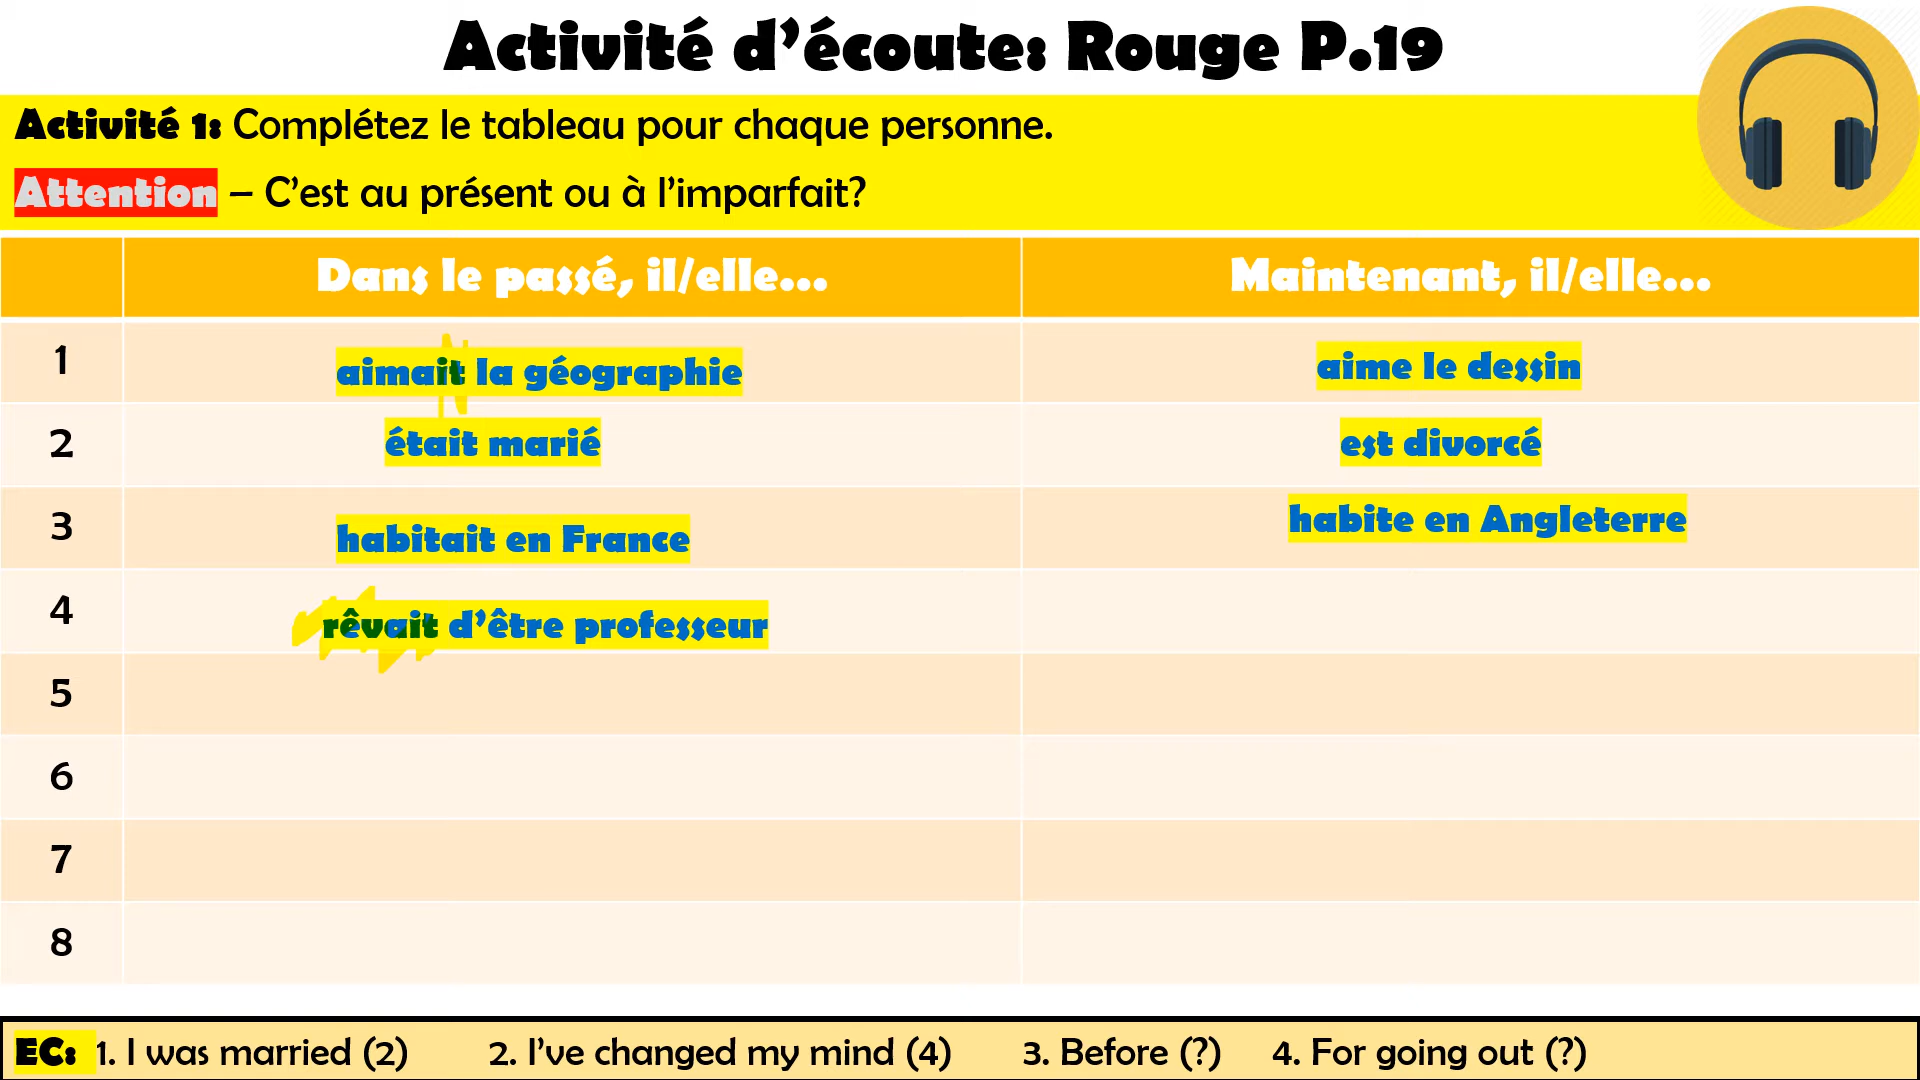 Activité d’écoute: Rouge P.19
Activité 1: Complétez le tableau pour chaque personne.
Attention – C’est au présent ou à l’imparfait?
Dans le passé, il/elle... Maintenant, il/elle...
1 aimait la géographie aime le dessin
2 était marié est divorcé
3 habitait en France habite en Angleterre
4 rêvait d’être professeur
5
6
7
8
EC: 1. I was married (2) 2. I’ve changed my mind (4) 3. Before (?) 4. For going out (?)